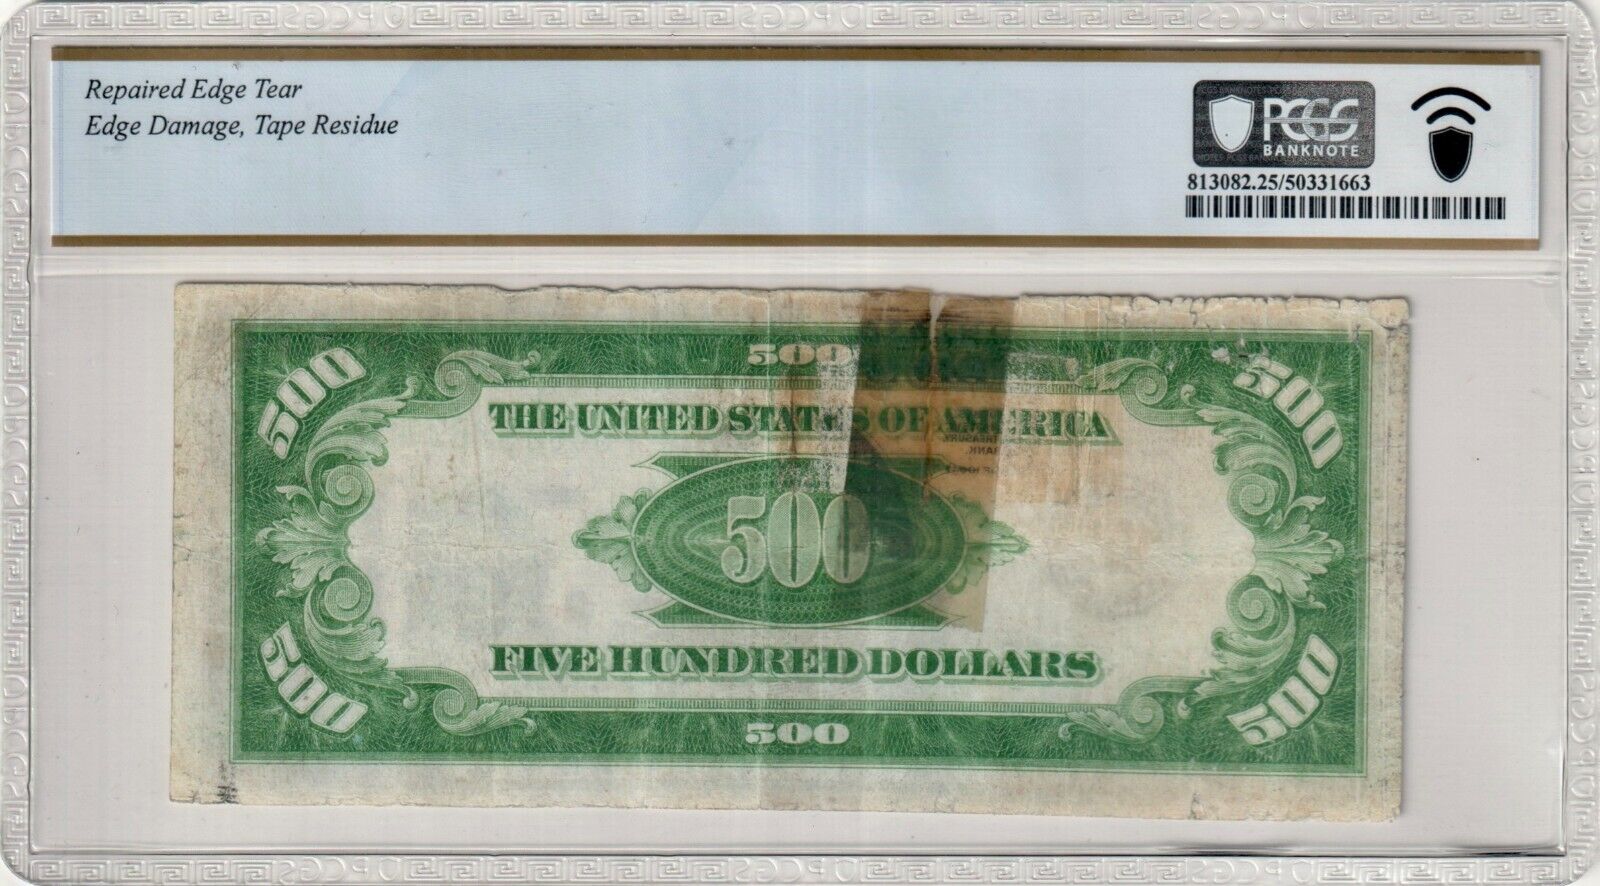 Repaired Edge Tear
Edge Damage, Tape Residue
PCGS
BANKNOTE
813082.25/50331663
500 500 500
THE UNITED STATES OF AMERICA
500
FIVE HUNDRED DOLLARS
500 500 500